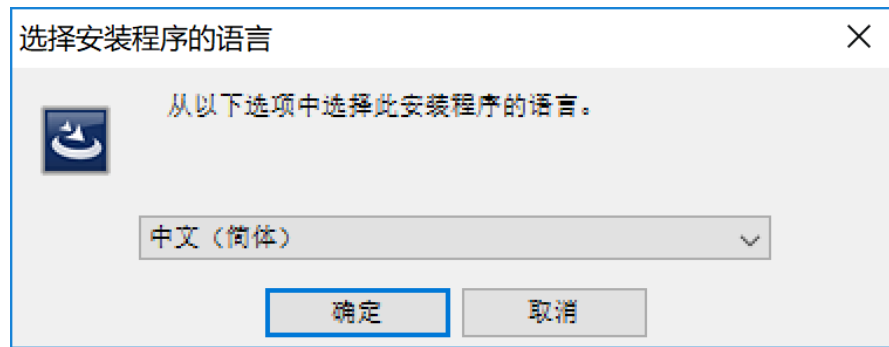 选择安装程序的语言
从以下选项中选择此安装程序的语言。
中文（简体）
确定
取消